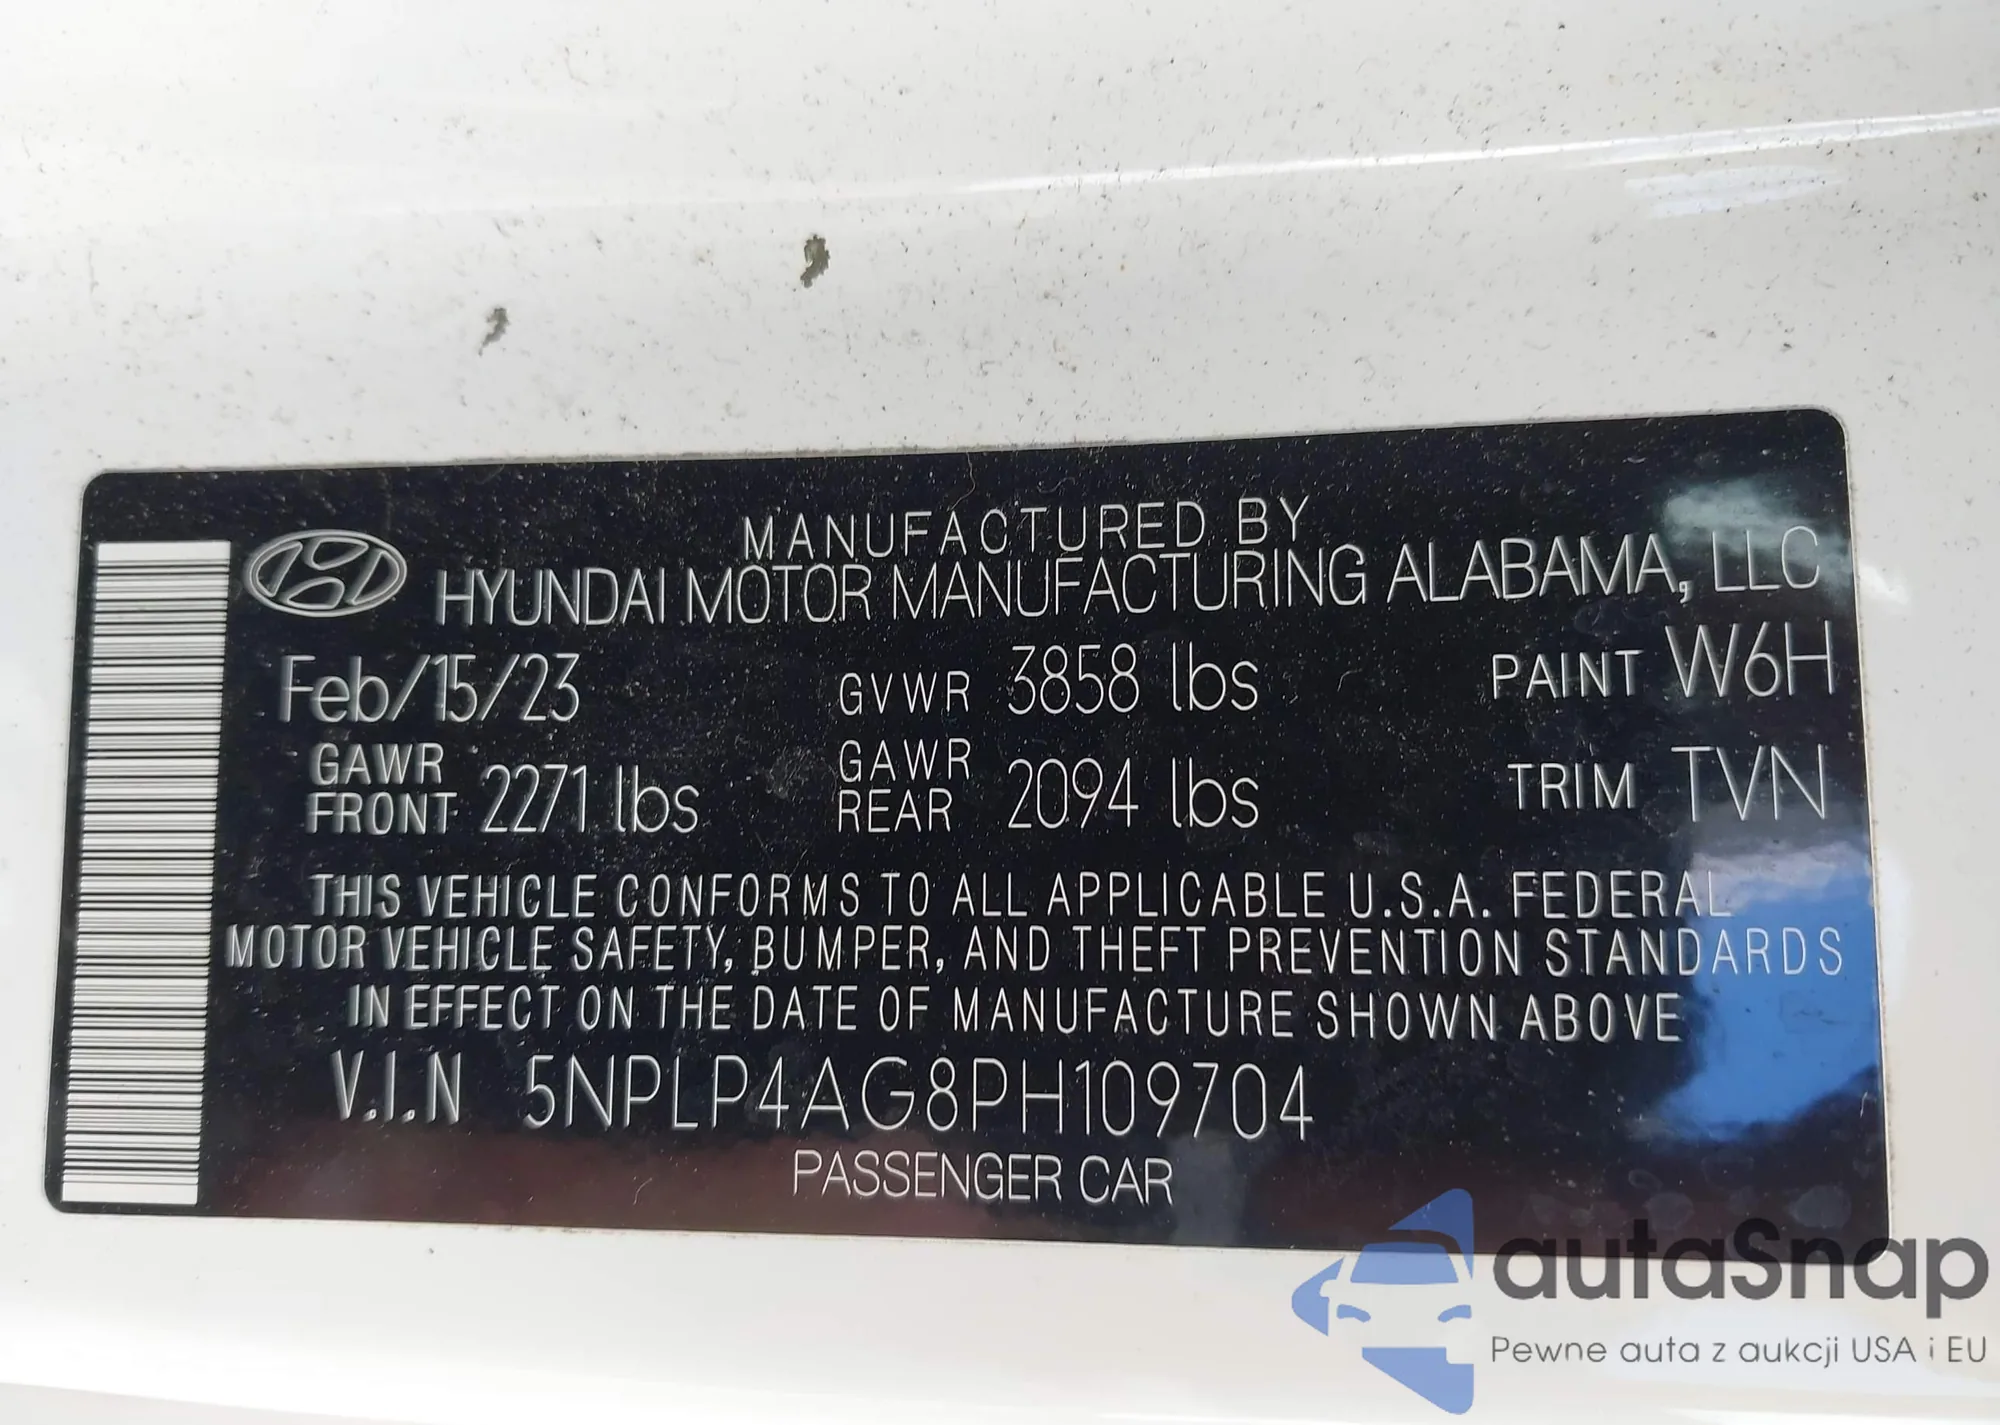 MANUFACTURED BY
HYUNDAI MOTOR MANUFACTURING ALABAMA, LLC
Feb/15/23 GVWR 3858 lbs PAINT W6H
GAWR FRONT 2271 lbs GAWR REAR 2094 lbs TRIM TVN
THIS VEHICLE CONFORMS TO ALL APPLICABLE U.S.A. FEDERAL
MOTOR VEHICLE SAFETY, BUMPER, AND THEFT PREVENTION STANDARDS
IN EFFECT ON THE DATE OF MANUFACTURE SHOWN ABOVE
V.I.N 5NPLP4AG8PH109704
PASSENGER CAR
autaSnap
Pewne auta z aukcji USA i EU